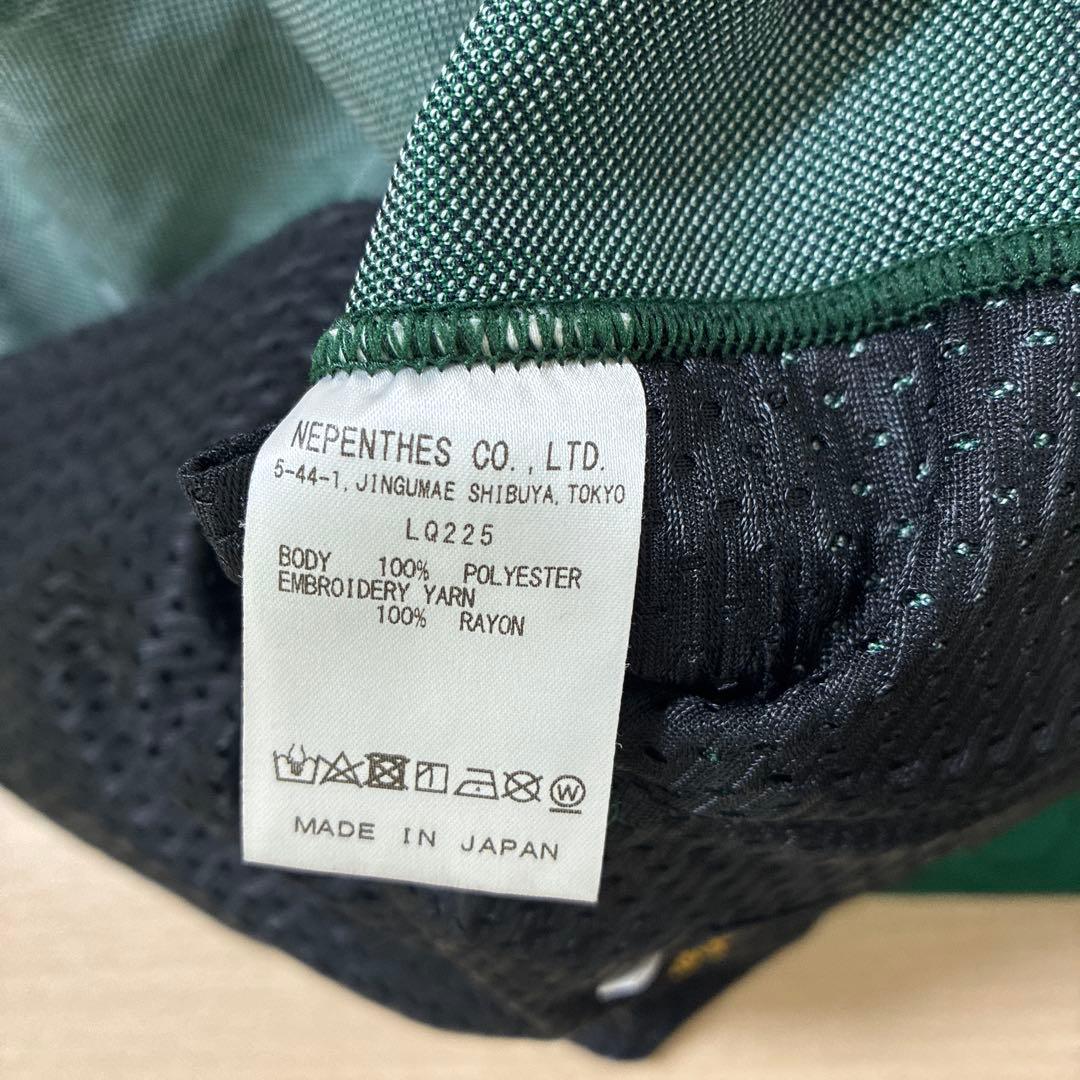 NEPENTHES CO., LTD.
5-44-1, JINGUMAE SHIBUYA, TOKYO
LQ225
BODY 100% POLYESTER
EMBROIDERY YARN
100% RAYON
W
MADE IN JAPAN